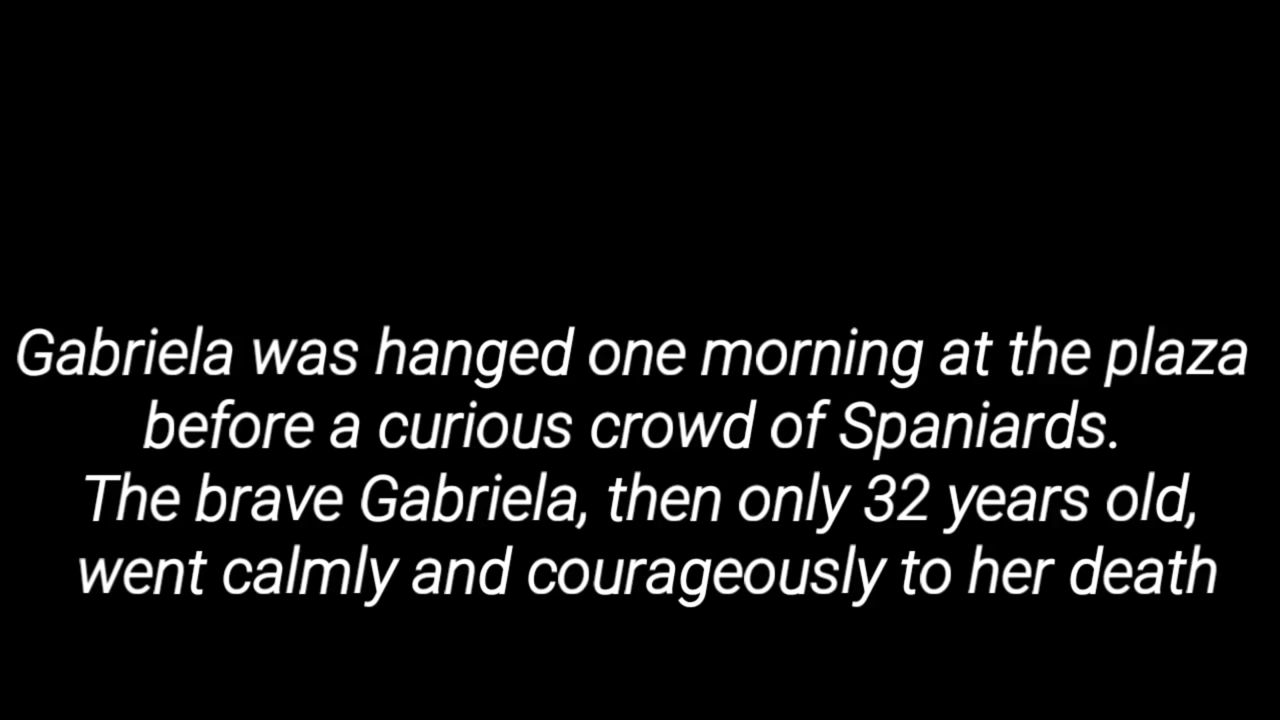 Gabriela was hanged one morning at the plaza
before a curious crowd of Spaniards.
The brave Gabriela, then only 32 years old,
went calmly and courageously to her death